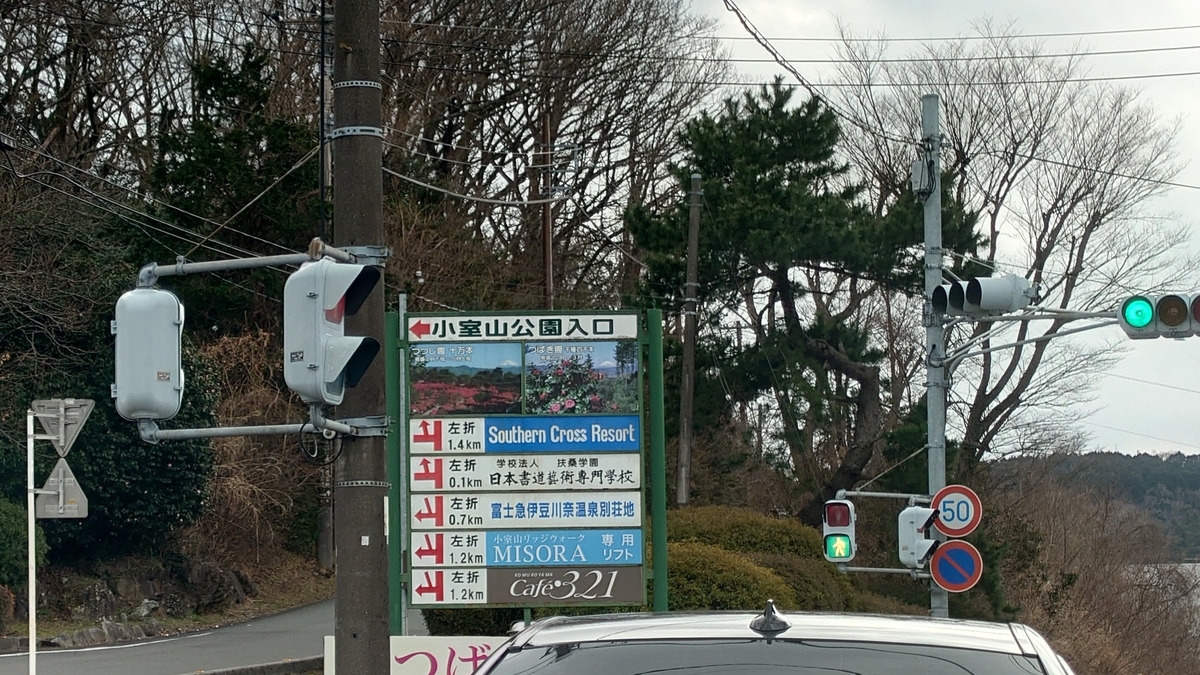 小室山公園入口
つつじ園 十万本
つばき園
左折
1.4km
Southern Cross Resort
左折
0.1km
学校法人 扶桑学園
日本書道藝術専門学校
左折
0.7km
富士急伊豆川奈温泉別荘地
左折
1.2km
小室山リッジウォーク
MISORA
専用
リフト
左折
1.2km
KOMUROYAMA
Café•321
50
つば